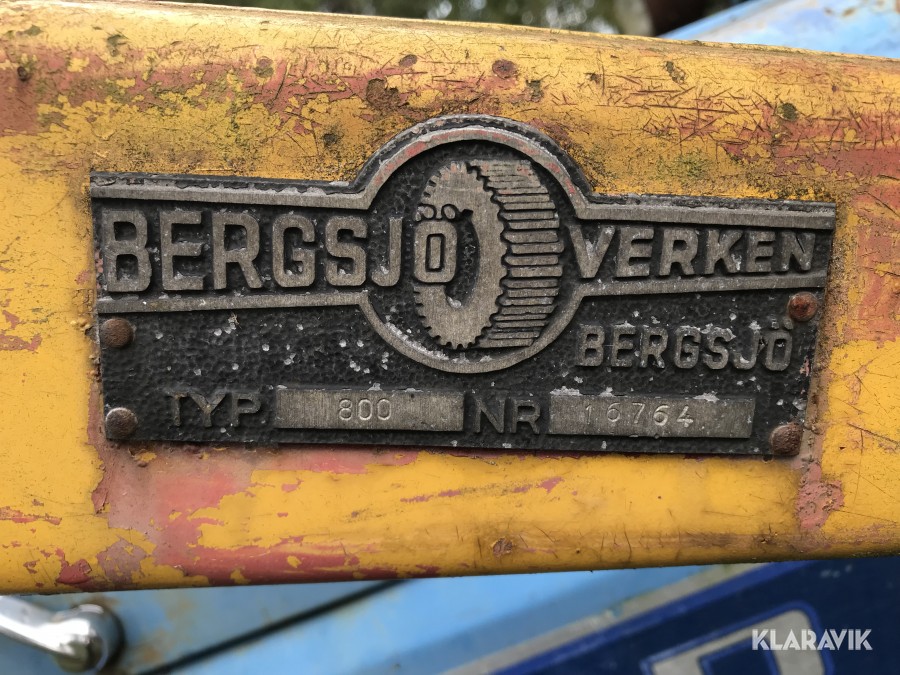 BERGSJÖ VERKEN
BERGSJÖ
TYP 800 NR 16764
KLARAVIK